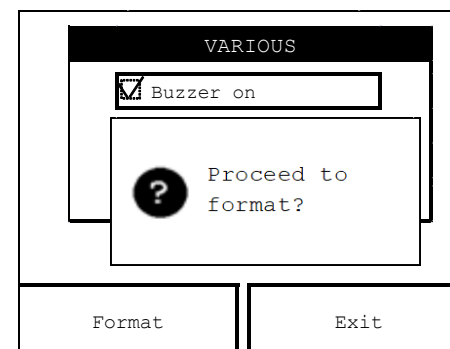 VARIOUS
Buzzer on
?
Proceed to
format?
Format
Exit